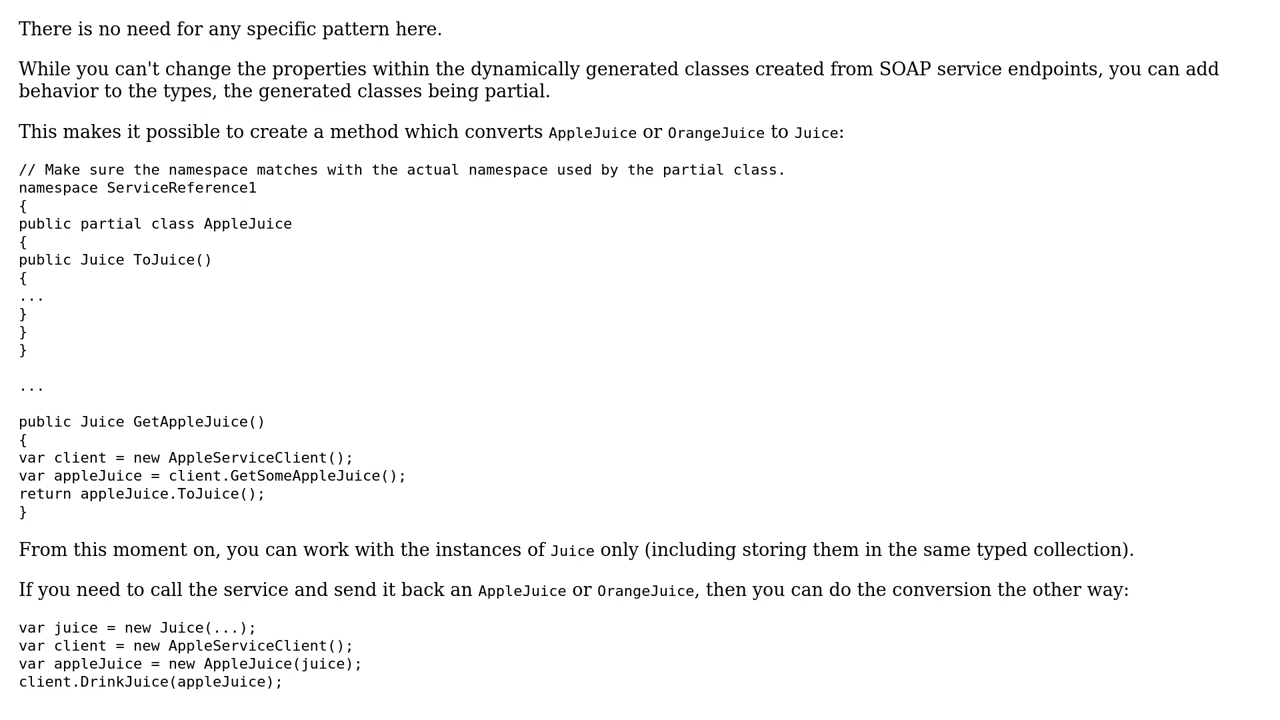 There is no need for any specific pattern here.
While you can't change the properties within the dynamically generated classes created from SOAP service endpoints, you can add
behavior to the types, the generated classes being partial.
This makes it possible to create a method which converts AppleJuice or OrangeJuice to Juice:
// Make sure the namespace matches with the actual namespace used by the partial class.
namespace ServiceReference1
{
public partial class AppleJuice
{
public Juice ToJuice()
{
...
}
}
}
...
public Juice GetAppleJuice()
{
var client = new AppleServiceClient();
var appleJuice = client.GetSomeAppleJuice();
return appleJuice.ToJuice();
}
From this moment on, you can work with the instances of Juice only (including storing them in the same typed collection).
If you need to call the service and send it back an AppleJuice or OrangeJuice, then you can do the conversion the other way:
var juice = new Juice(...);
var client = new AppleServiceClient();
var appleJuice = new AppleJuice(juice);
client.DrinkJuice(appleJuice);